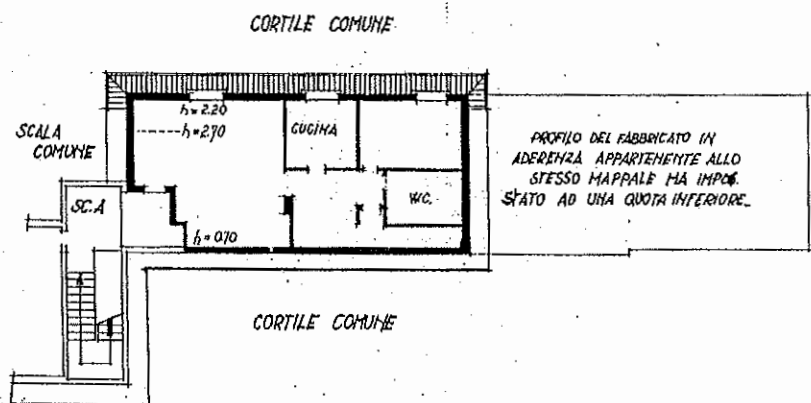 CORTILE COMUNE
h=2.20
h=2.70
CUCINA
SCALA
COMUNE
PROFILO DEL FABBRICATO IN
ADERENZA APPARTENENTE ALLO
STESSO MAPPALE MA IMPO
STATO AD UNA QUOTA INFERIORE
SC.A
W.C.
h=0.70
CORTILE COMUNE